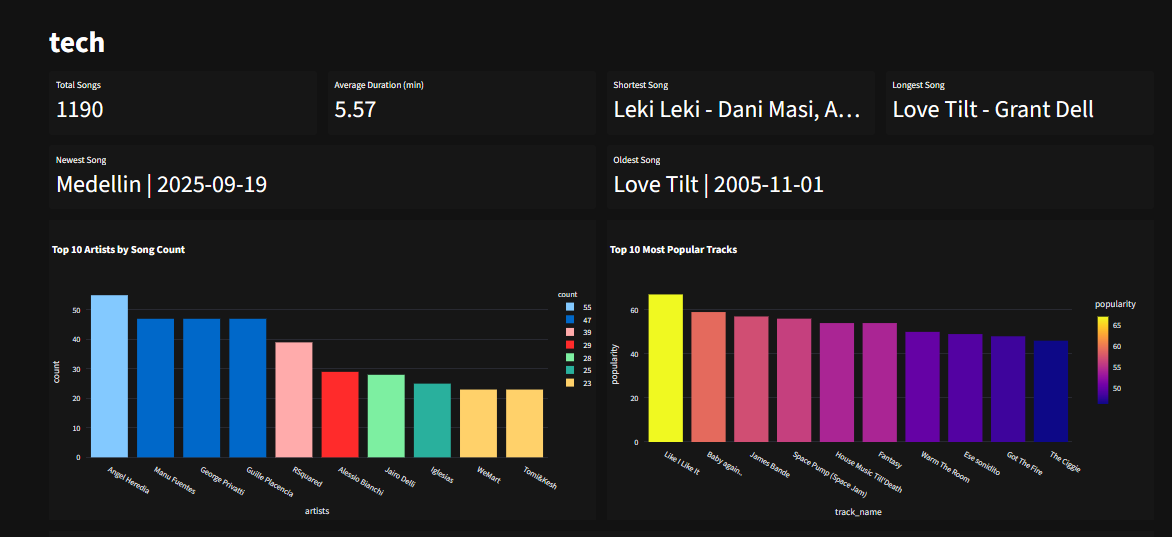 tech
Total Songs
1190
Average Duration (min)
5.57
Shortest Song
Leki Leki - Dani Masi, A...
Longest Song
Love Tilt - Grant Dell
Newest Song
Medellin | 2025-09-19
Oldest Song
Love Tilt | 2005-11-01
Top 10 Artists by Song Count
count
50
40
30
20
10
0
Angel Heredia
Manu Fuentes
George Privatti
Guille Placencia
RSquared
Alessio Bianchi
Jairo Delli
Iglesias
WeMart
Tomi&Kesh
artists
count
55
47
39
29
28
25
23
Top 10 Most Popular Tracks
popularity
60
40
20
0
Like I Like It
Baby again..
James Bande
Space Pump (Space Jam)
House Music Till'Death
Fantasy
Warm The Room
Ese sonidito
Got The Fire
The Ciggie
track_name
popularity
65
60
55
50